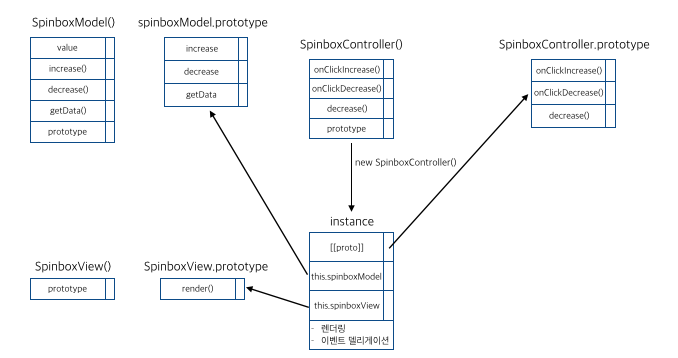 SpinboxModel()
value
increase()
decrease()
getData()
prototype
spinboxModel.prototype
increase
decrease
getData
SpinboxController()
onClickIncrease()
onClickDecrease()
decrease()
prototype
SpinboxController.prototype
onClickIncrease()
onClickDecrease()
decrease()
new SpinboxController()
instance
[[proto]]
this.spinboxModel
this.spinboxView
- 렌더링
- 이벤트 델리게이션
SpinboxView()
prototype
SpinboxView.prototype
render()